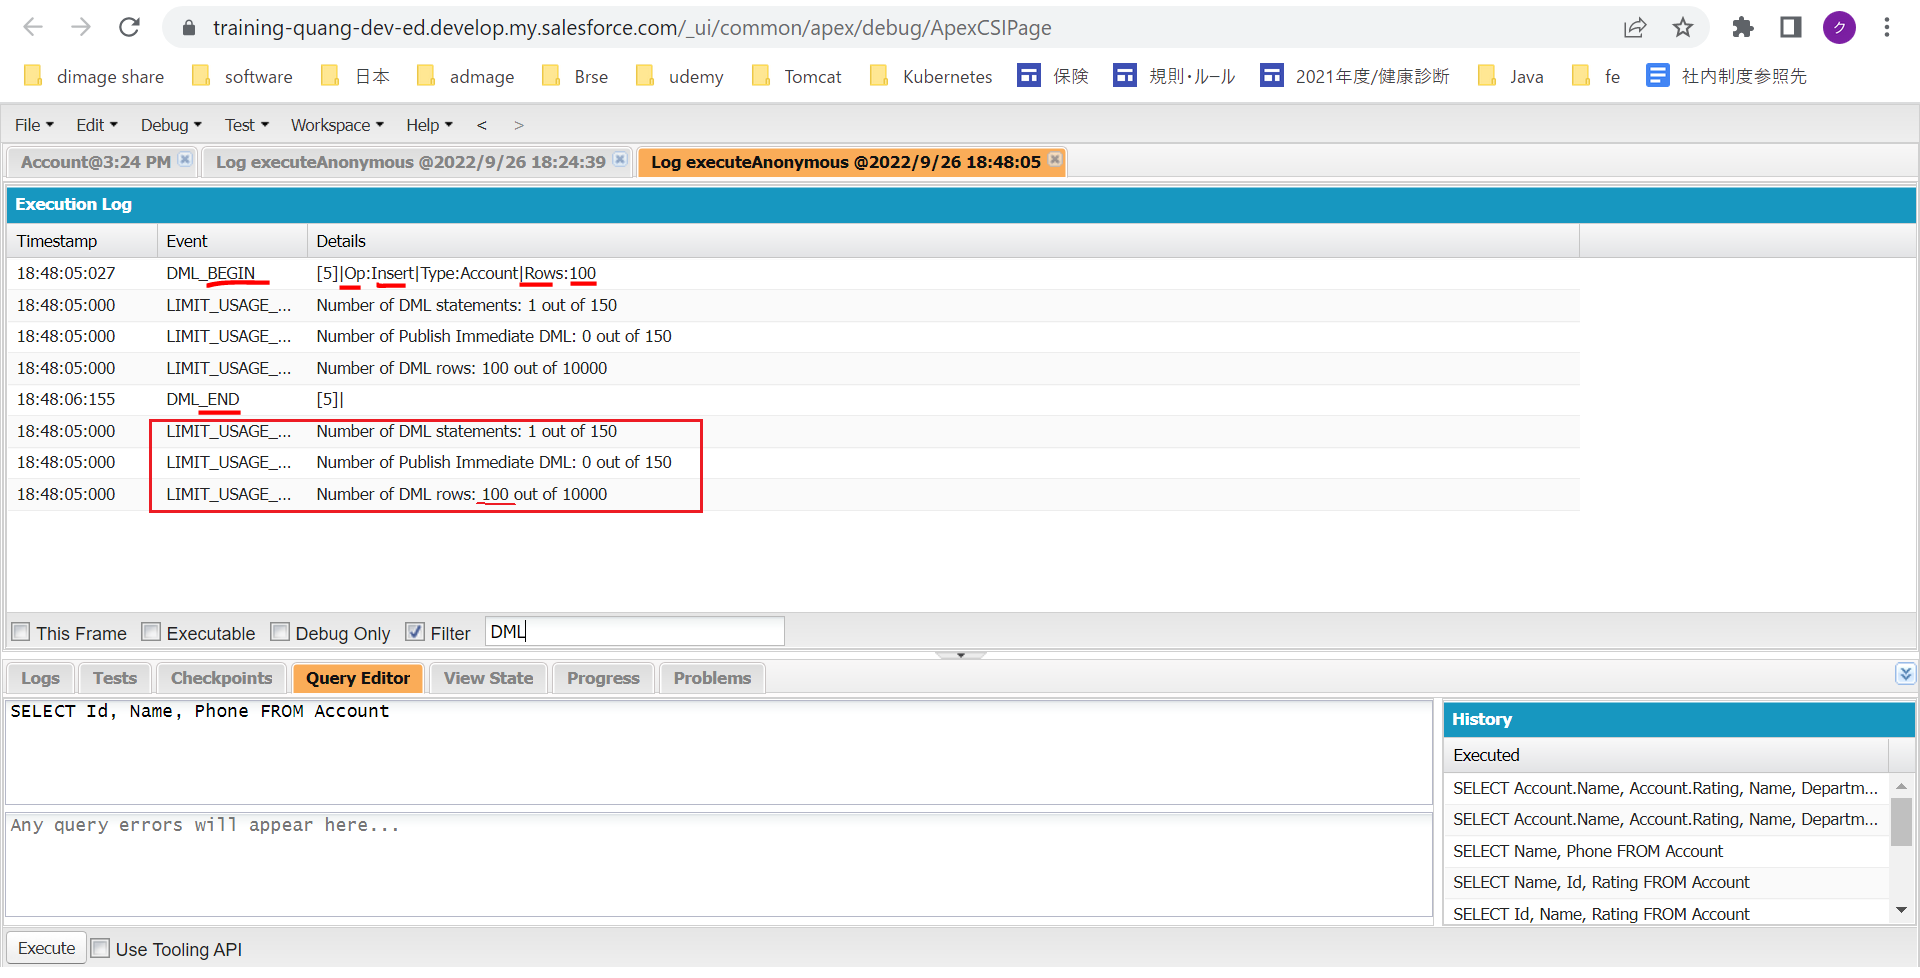 training-quang-dev-ed.develop.my.salesforce.com/_ui/common/apex/debug/ApexCSIPage
ク
dimage share software 日本 admage Brse udemy Tomcat Kubernetes 保険 規則・ルール 2021年度/健康診断 Java fe 社内制度参照先
File Edit Debug Test Workspace Help < >
Account@3:24 PM Log executeAnonymous @2022/9/26 18:24:39 Log executeAnonymous @2022/9/26 18:48:05
Execution Log
Timestamp Event Details
18:48:05:027 DML_BEGIN [5]|Op:Insert|Type:Account|Rows:100
18:48:05:000 LIMIT_USAGE_... Number of DML statements: 1 out of 150
18:48:05:000 LIMIT_USAGE_... Number of Publish Immediate DML: 0 out of 150
18:48:05:000 LIMIT_USAGE_... Number of DML rows: 100 out of 10000
18:48:06:155 DML_END [5]|
18:48:05:000 LIMIT_USAGE_... Number of DML statements: 1 out of 150
18:48:05:000 LIMIT_USAGE_... Number of Publish Immediate DML: 0 out of 150
18:48:05:000 LIMIT_USAGE_... Number of DML rows: 100 out of 10000
This Frame Executable Debug Only Filter DML
Logs Tests Checkpoints Query Editor View State Progress Problems
SELECT Id, Name, Phone FROM Account
Any query errors will appear here...
History
Executed
SELECT Account.Name, Account.Rating, Name, Departm...
SELECT Account.Name, Account.Rating, Name, Departm...
SELECT Name, Phone FROM Account
SELECT Name, Id, Rating FROM Account
SELECT Id, Name, Rating FROM Account
Execute Use Tooling API